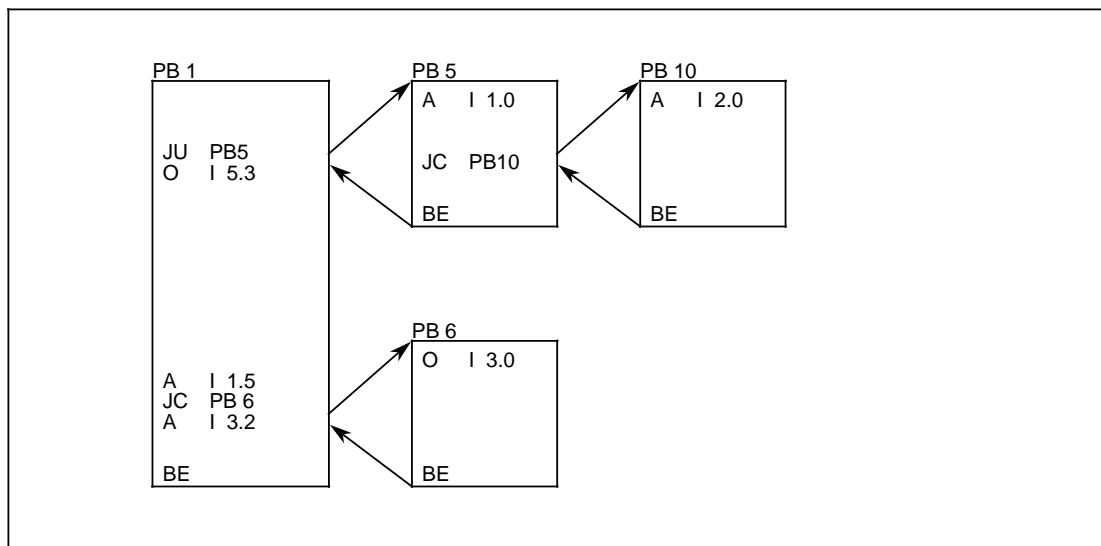 PB 1
JU PB5
O I 5.3
A I 1.5
JC PB 6
A I 3.2
BE
PB 5
A I 1.0
JC PB10
BE
PB 10
A I 2.0
BE
PB 6
O I 3.0
BE